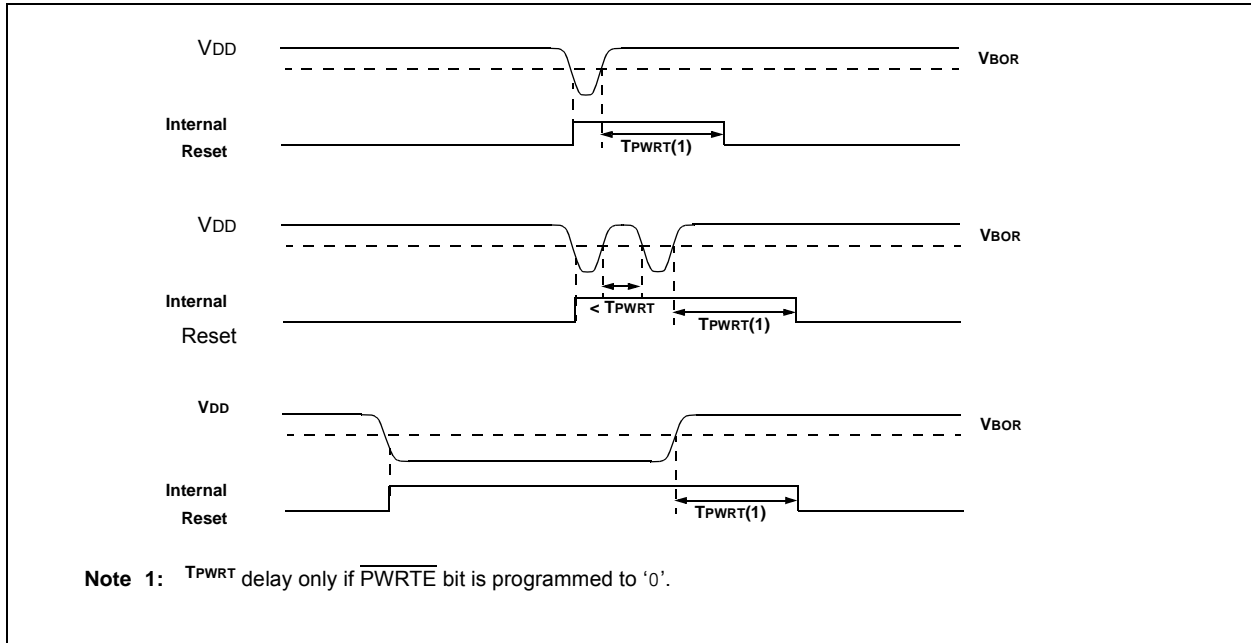 VDD
VBOR
Internal
Reset
TPWRT(1)
VDD
VBOR
Internal
Reset
< TPWRT
TPWRT(1)
VDD
VBOR
Internal
Reset
TPWRT(1)
Note 1: TPWRT delay only if PWRTE bit is programmed to ‘0’.